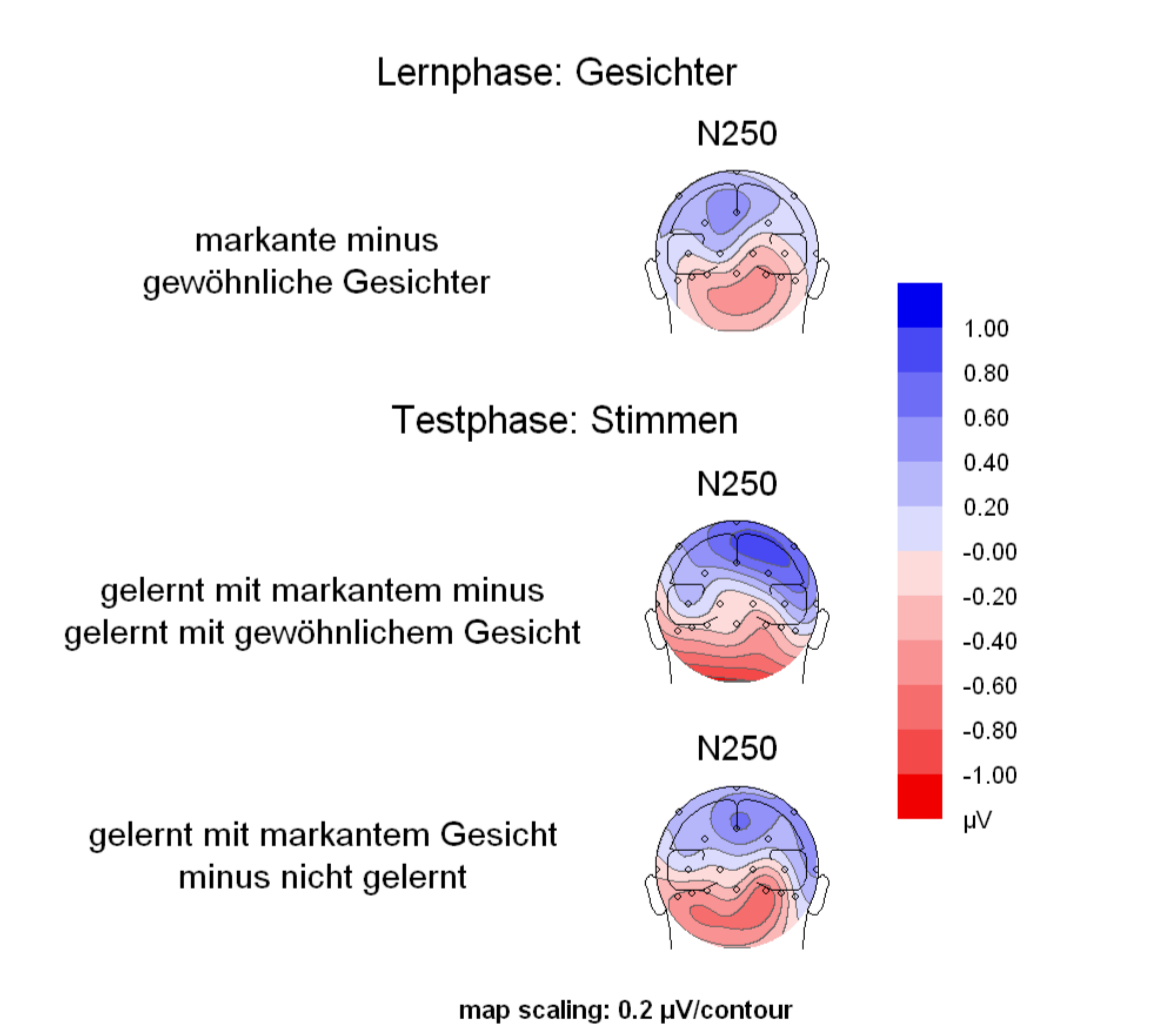 Lernphase: Gesichter
N250
markante minus
gewöhnliche Gesichter
Testphase: Stimmen
N250
gelernt mit markantem minus
gelernt mit gewöhnlichem Gesicht
N250
gelernt mit markantem Gesicht
minus nicht gelernt
1.00
0.80
0.60
0.40
0.20
-0.00
-0.20
-0.40
-0.60
-0.80
-1.00
µV
map scaling: 0.2 µV/contour